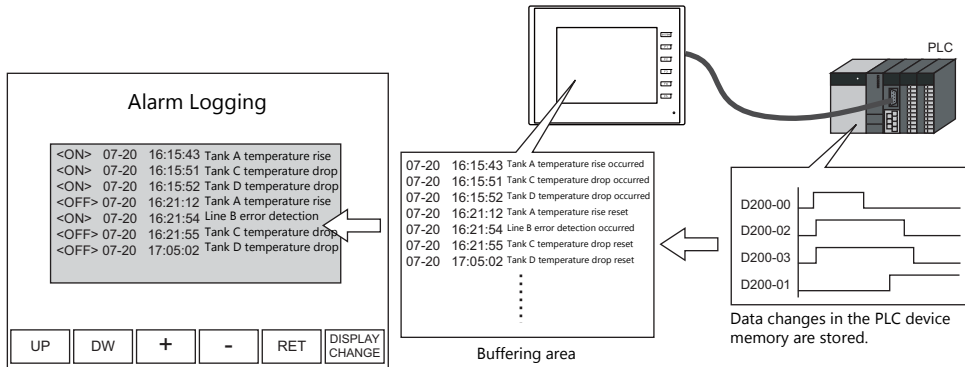 Alarm Logging
<ON> 07-20 16:15:43 Tank A temperature rise
<ON> 07-20 16:15:51 Tank C temperature drop
<ON> 07-20 16:15:52 Tank D temperature drop
<OFF> 07-20 16:21:12 Tank A temperature rise
<ON> 07-20 16:21:54 Line B error detection
<OFF> 07-20 16:21:55 Tank C temperature drop
<OFF> 07-20 17:05:02 Tank D temperature drop
UP DW + - RET DISPLAY CHANGE
07-20 16:15:43 Tank A temperature rise occurred
07-20 16:15:51 Tank C temperature drop occurred
07-20 16:15:52 Tank D temperature drop occurred
07-20 16:21:12 Tank A temperature rise reset
07-20 16:21:54 Line B error detection occurred
07-20 16:21:55 Tank C temperature drop reset
07-20 17:05:02 Tank D temperature drop reset
Buffering area
PLC
D200-00
D200-02
D200-03
D200-01
Data changes in the PLC device
memory are stored.